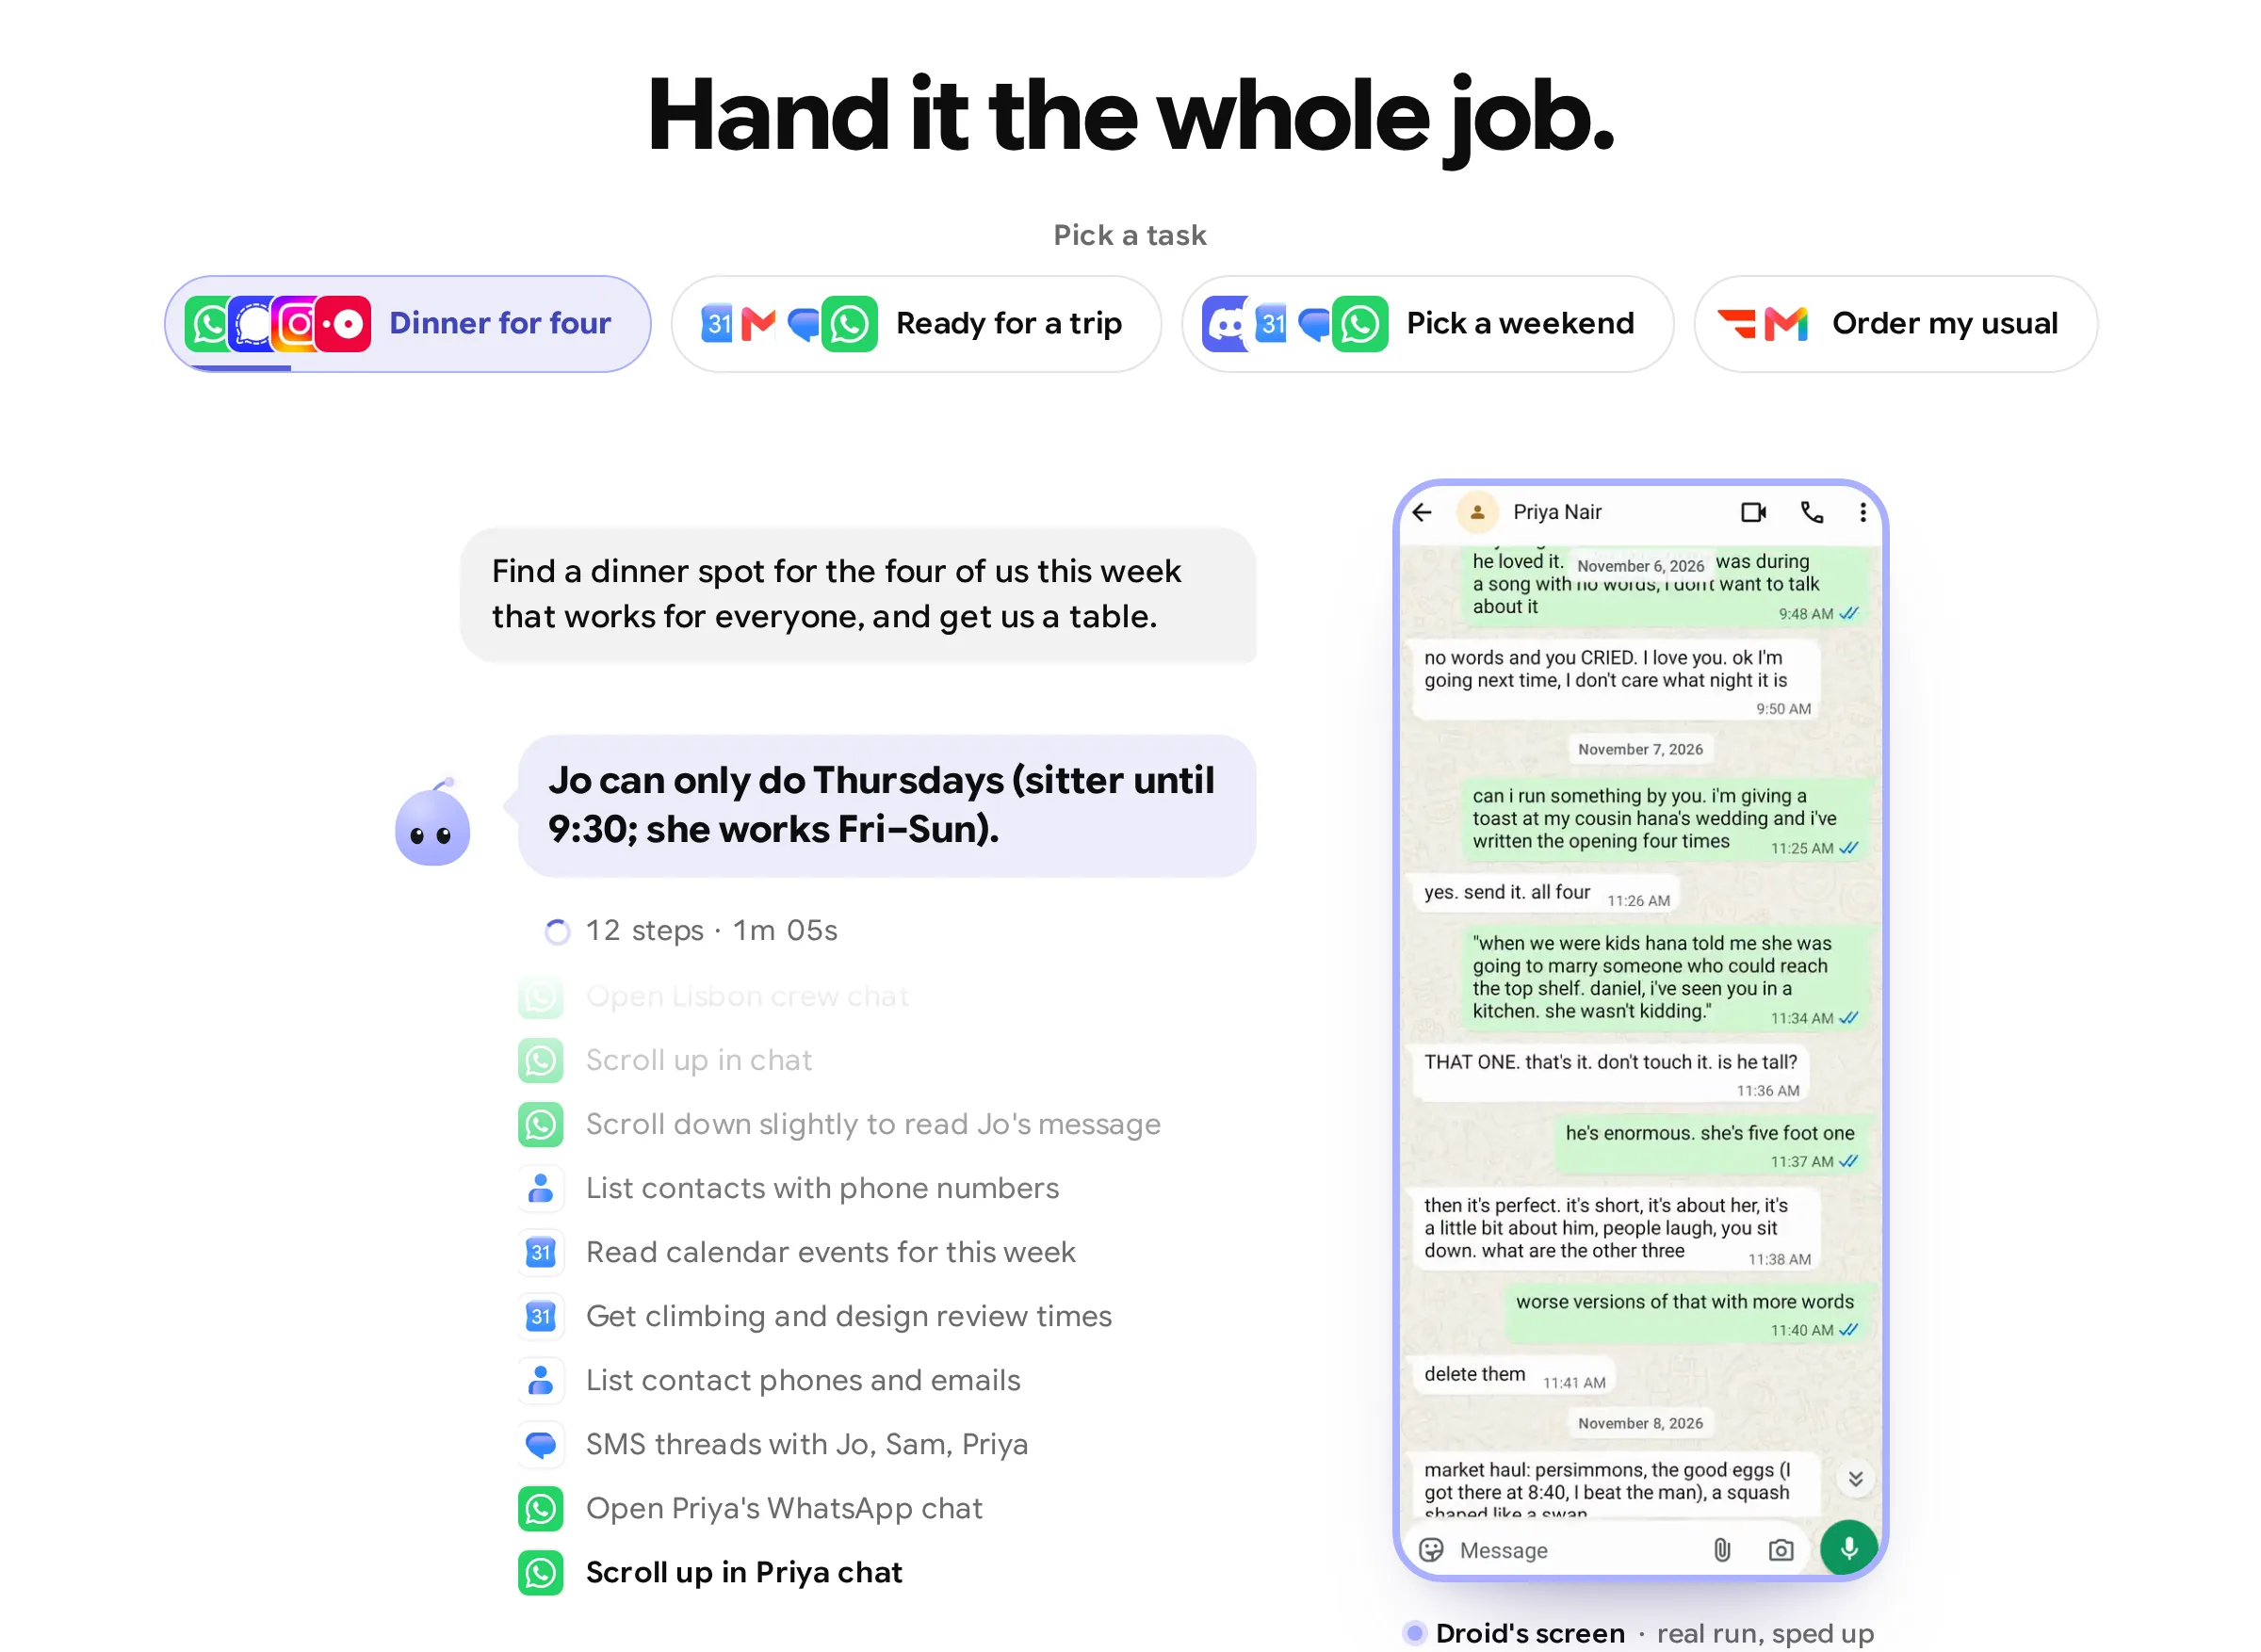 Hand it the whole job.
Pick a task
Dinner for four
31
Ready for a trip
31
Pick a weekend
Order my usual
Find a dinner spot for the four of us this week
that works for everyone, and get us a table.
Jo can only do Thursdays (sitter until
9:30; she works Fri–Sun).
12 steps · 1m 05s
Open Lisbon crew chat
Scroll up in chat
Scroll down slightly to read Jo's message
List contacts with phone numbers
31 Read calendar events for this week
31 Get climbing and design review times
List contact phones and emails
SMS threads with Jo, Sam, Priya
Open Priya's WhatsApp chat
Scroll up in Priya chat
Priya Nair
he loved it. was during
November 6, 2026
a song with no words, I don't want to talk
about it
9:48 AM
no words and you CRIED. I love you. ok I'm
going next time, I don't care what night it is
9:50 AM
November 7, 2026
can i run something by you. i'm giving a
toast at my cousin hana's wedding and i've
written the opening four times 11:25 AM
yes. send it. all four 11:26 AM
"when we were kids hana told me she was
going to marry someone who could reach
the top shelf. daniel, i've seen you in a
kitchen. she wasn't kidding." 11:34 AM
THAT ONE. that's it. don't touch it. is he tall?
11:36 AM
he's enormous. she's five foot one
11:37 AM
then it's perfect. it's short, it's about her, it's
a little bit about him, people laugh, you sit
down. what are the other three 11:38 AM
worse versions of that with more words
11:40 AM
delete them 11:41 AM
November 8, 2026
market haul: persimmons, the good eggs (I
got there at 8:40, I beat the man), a squash
shaped like a swan
Message
Droid's screen · real run, sped up